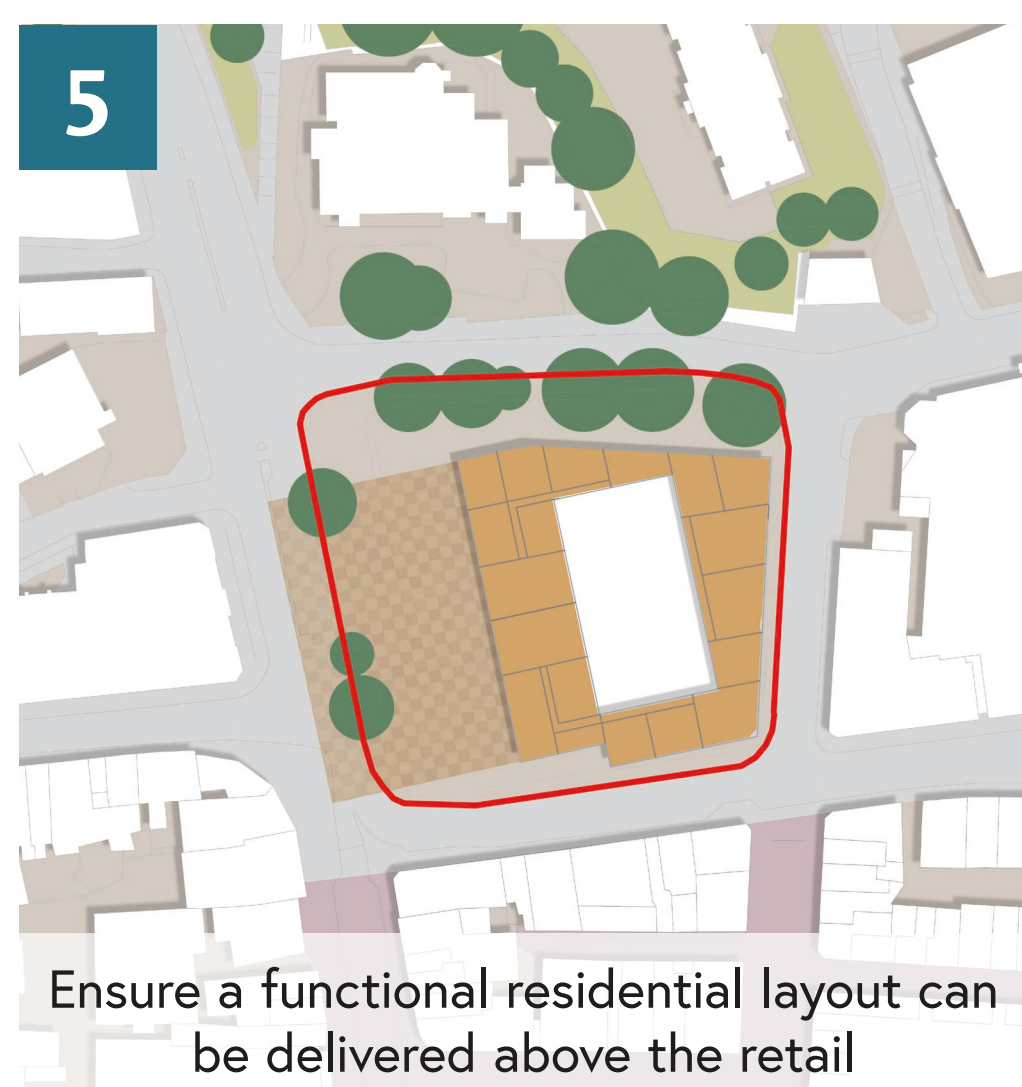 5
Ensure a functional residential layout can
be delivered above the retail